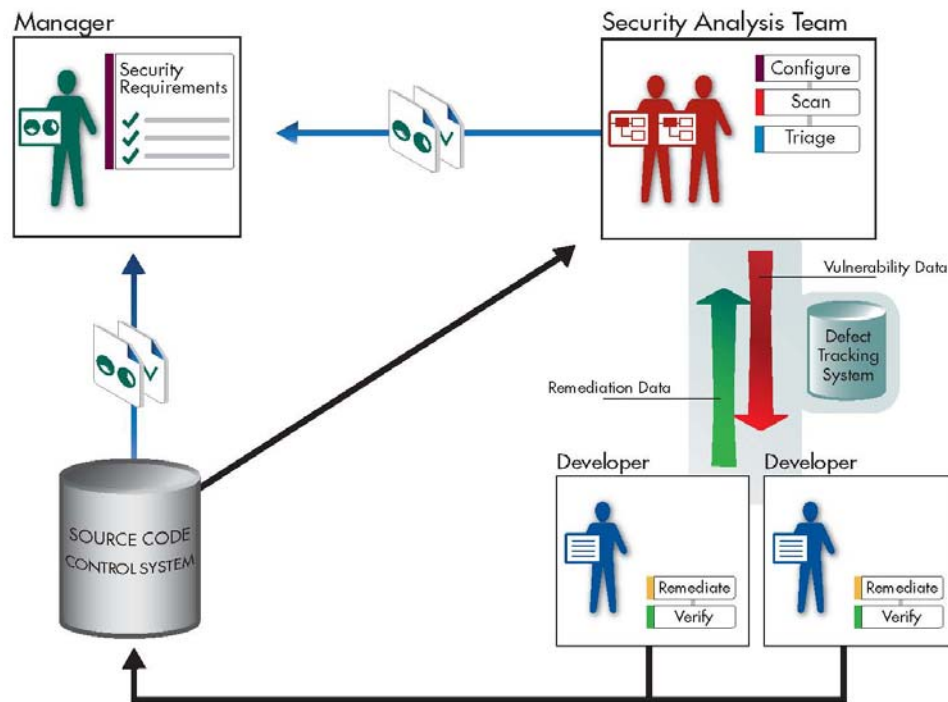 Manager
Security
Requirements
Security Analysis Team
Configure
Scan
Triage
Vulnerability Data
Defect
Tracking
System
Remediation Data
Developer
Remediate
Verify
Developer
Remediate
Verify
SOURCE CODE
CONTROL SYSTEM